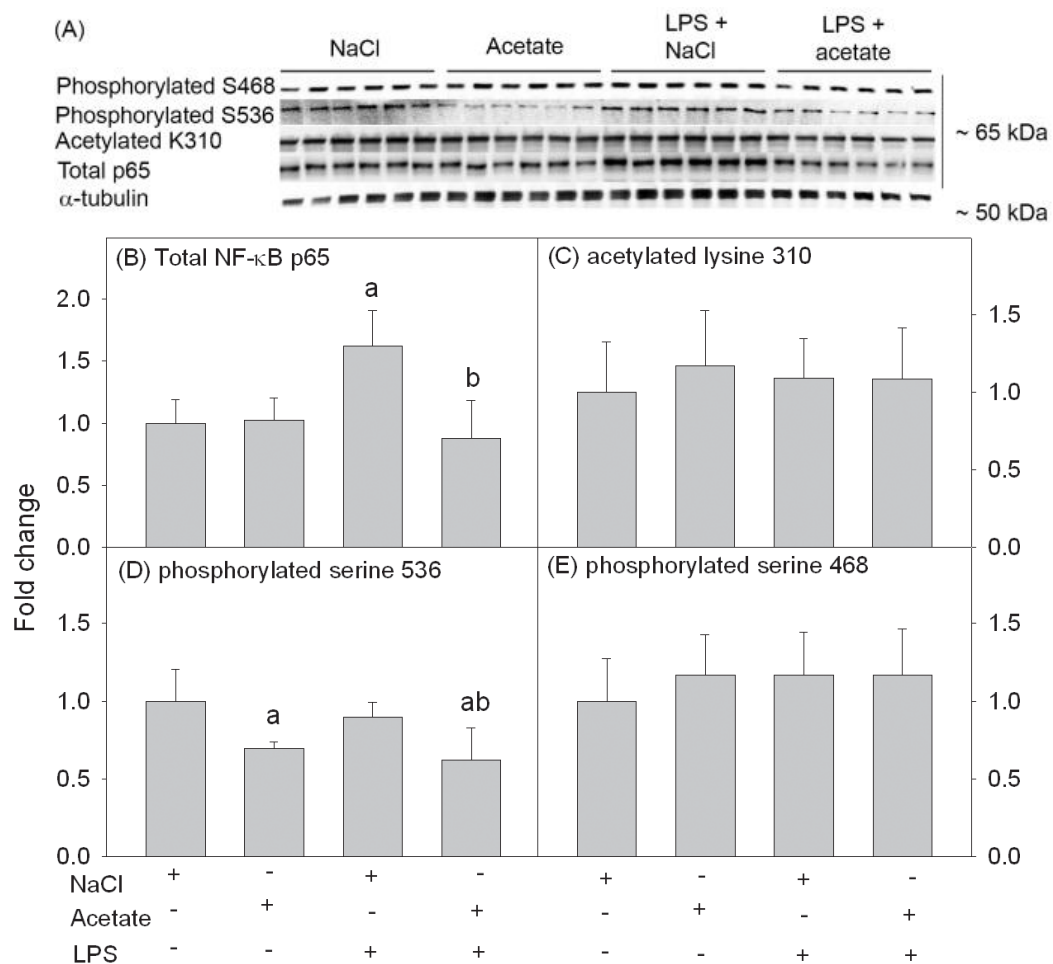 (A)
NaCl
Acetate
LPS +
NaCl
LPS +
acetate
Phosphorylated S468
Phosphorylated S536
Acetylated K310
Total p65
α-tubulin
~ 65 kDa
~ 50 kDa
(B) Total NF-κB p65
2.0
1.5
1.0
0.5
0.0
a
b
(C) acetylated lysine 310
1.5
1.0
0.5
0.0
Fold change
(D) phosphorylated serine 536
1.5
1.0
0.5
0.0
a
ab
(E) phosphorylated serine 468
1.5
1.0
0.5
0.0
NaCl + - + - + - + -
Acetate - + - + - + - +
LPS - - + + - - + +